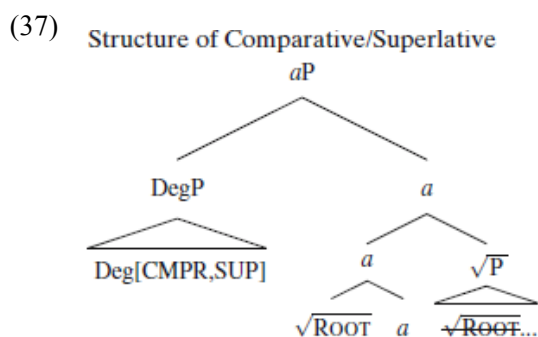 (37) Structure of Comparative/Superlative
aP
DegP a
Deg[CMPR,SUP] a √P
√ROOT a √ROOT...